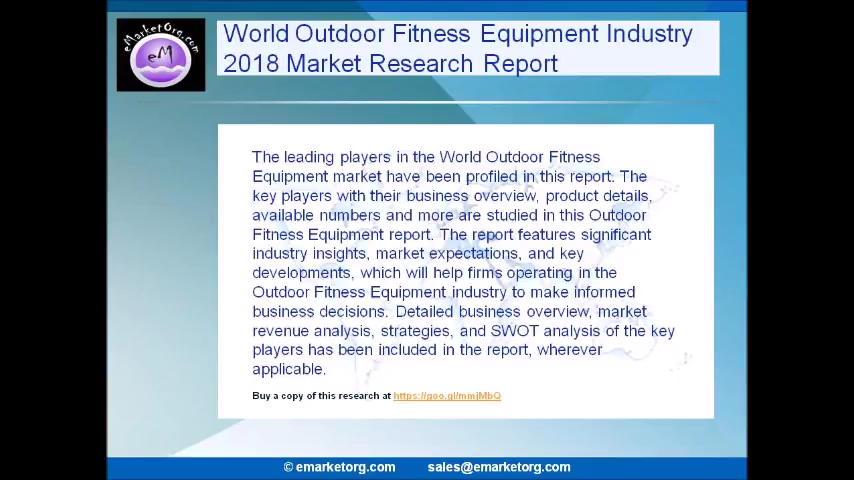 eMarketOrg.com
eM
World Outdoor Fitness Equipment Industry
2018 Market Research Report
The leading players in the World Outdoor Fitness
Equipment market have been profiled in this report. The
key players with their business overview, product details,
available numbers and more are studied in this Outdoor
Fitness Equipment report. The report features significant
industry insights, market expectations, and key
developments, which will help firms operating in the
Outdoor Fitness Equipment industry to make informed
business decisions. Detailed business overview, market
revenue analysis, strategies, and SWOT analysis of the key
players has been included in the report, wherever
applicable.
Buy a copy of this research at https://goo.gl/mmjMbQ
© emarketorg.com sales@emarketorg.com